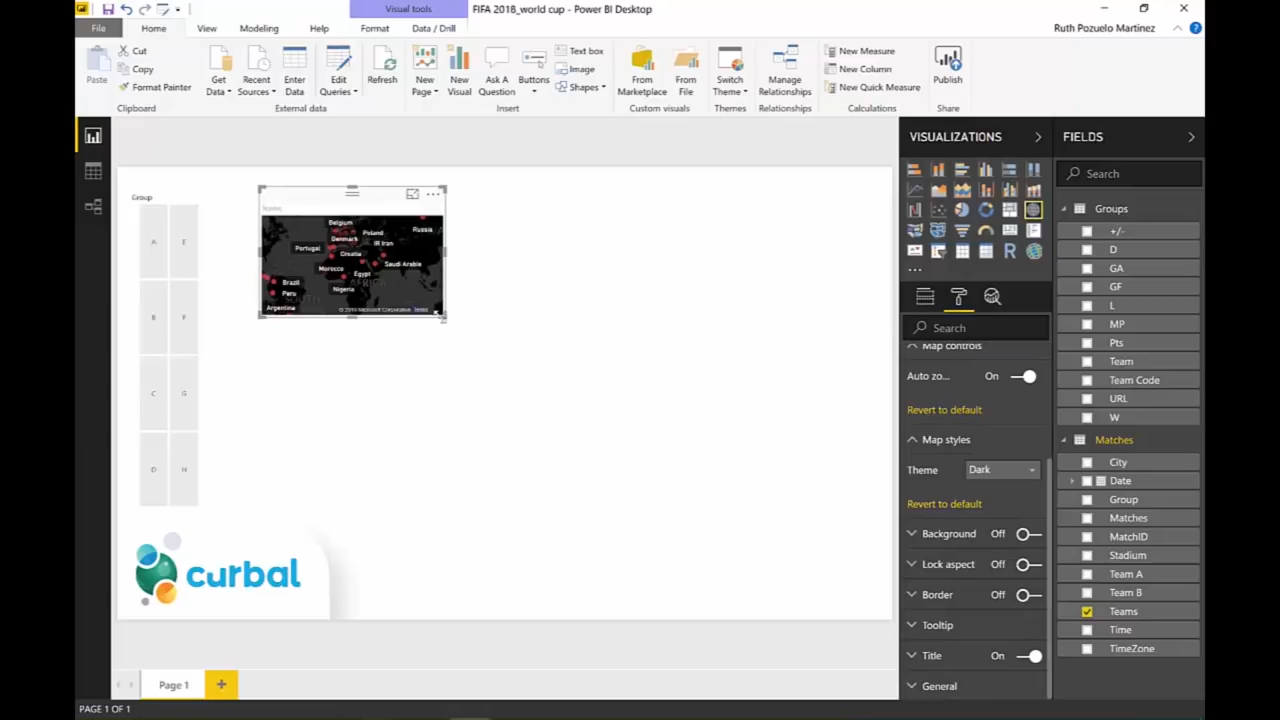 Visual tools
FIFA 2018_world cup - Power BI Desktop
File
Home
View
Modeling
Help
Format
Data / Drill
Ruth Pozuelo Martinez
Paste
Cut
Copy
Format Painter
Clipboard
Get Data
Recent Sources
Enter Data
Edit Queries
External data
Refresh
New Page
New Visual
Ask A Question
Buttons
Text box
Image
Shapes
Insert
From Marketplace
From File
Custom visuals
Switch Theme
Themes
Manage Relationships
Relationships
New Measure
New Column
New Quick Measure
Calculations
Publish
Share
Group
A E
B F
C G
D H
Name
Belgium
Russia
Poland
Denmark
IR Iran
Portugal
Croatia
Saudi Arabia
Morocco
Egypt
AFRICA
Brazil
Nigeria
Peru
SOUTH
Argentina
© 2018 Microsoft Corporation Terms
curbal
VISUALIZATIONS
R
Search
Map controls
Auto zo... On
Revert to default
Map styles
Theme Dark
Revert to default
Background Off
Lock aspect Off
Border Off
Tooltip
Title On
General
FIELDS
Search
Groups
+/-
D
GA
GF
L
MP
Pts
Team
Team Code
URL
W
Matches
City
Date
Group
Matches
MatchID
Stadium
Team A
Team B
Teams
Time
TimeZone
Page 1
PAGE 1 OF 1